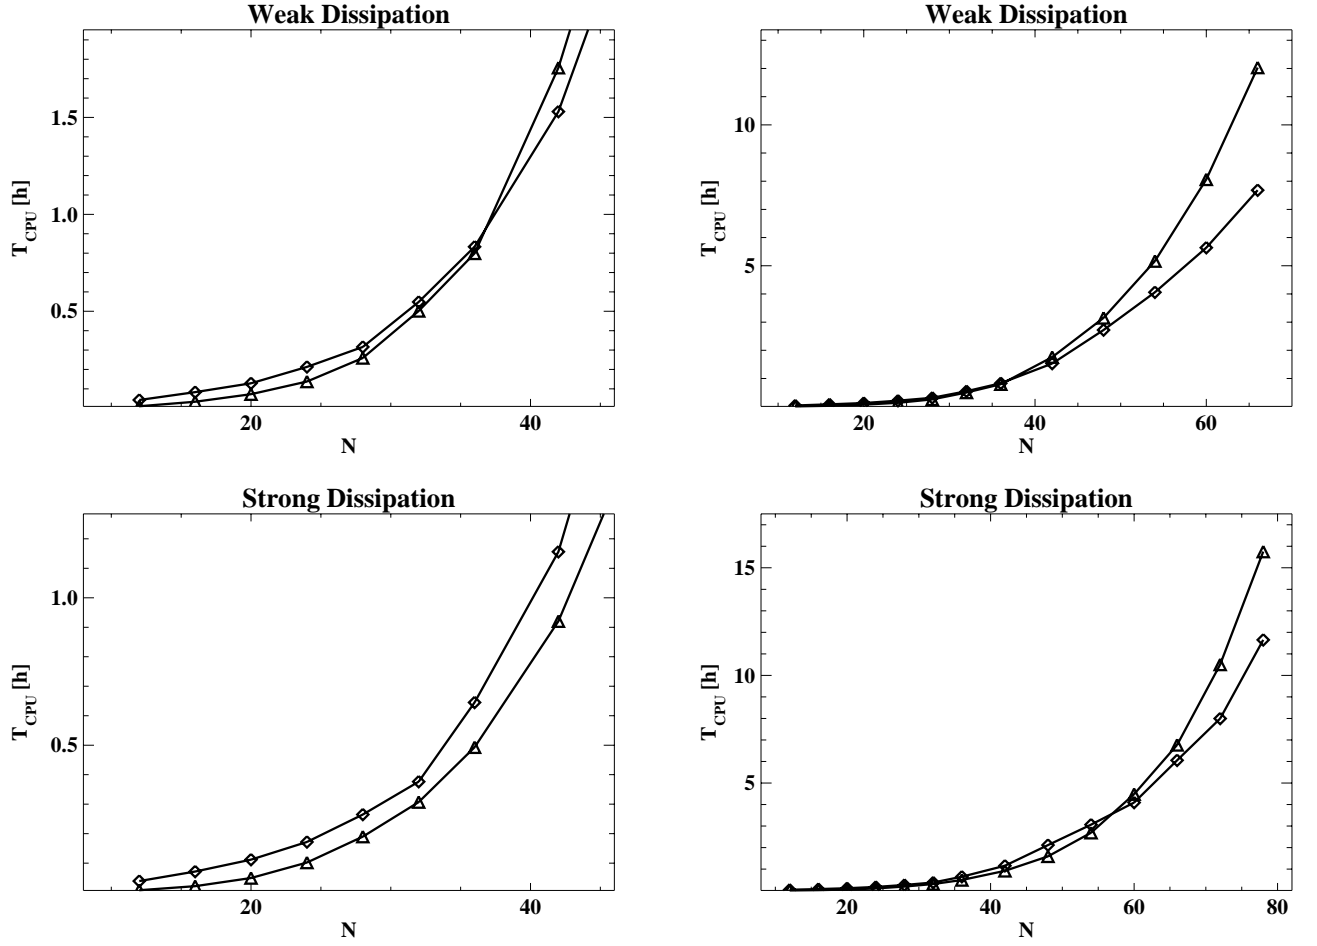 Weak Dissipation
T_CPU [h]
1.5
1.0
0.5
20 40
N
Weak Dissipation
T_CPU [h]
10
5
20 40 60
N
Strong Dissipation
T_CPU [h]
1.0
0.5
20 40
N
Strong Dissipation
T_CPU [h]
15
10
5
20 40 60 80
N